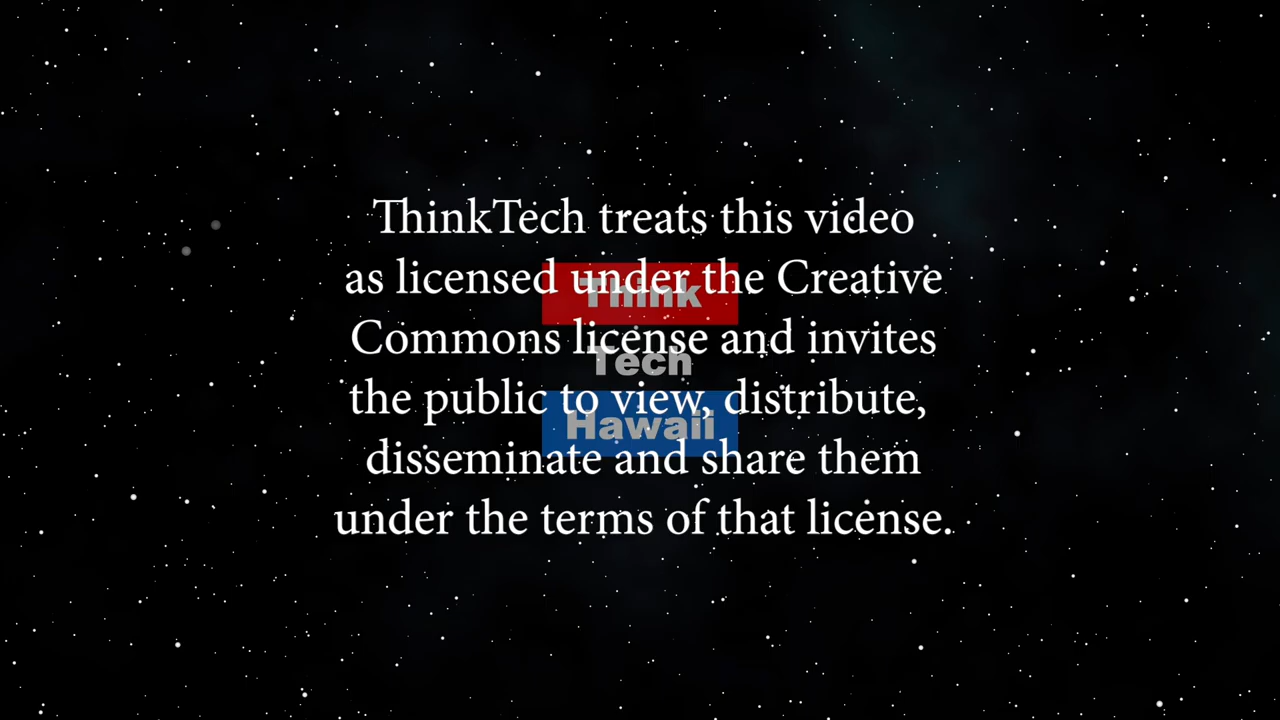 ThinkTech treats this video
as licensed under the Creative
Commons license and invites
the public to view, distribute,
disseminate and share them
under the terms of that license.
Think
Tech
Hawaii